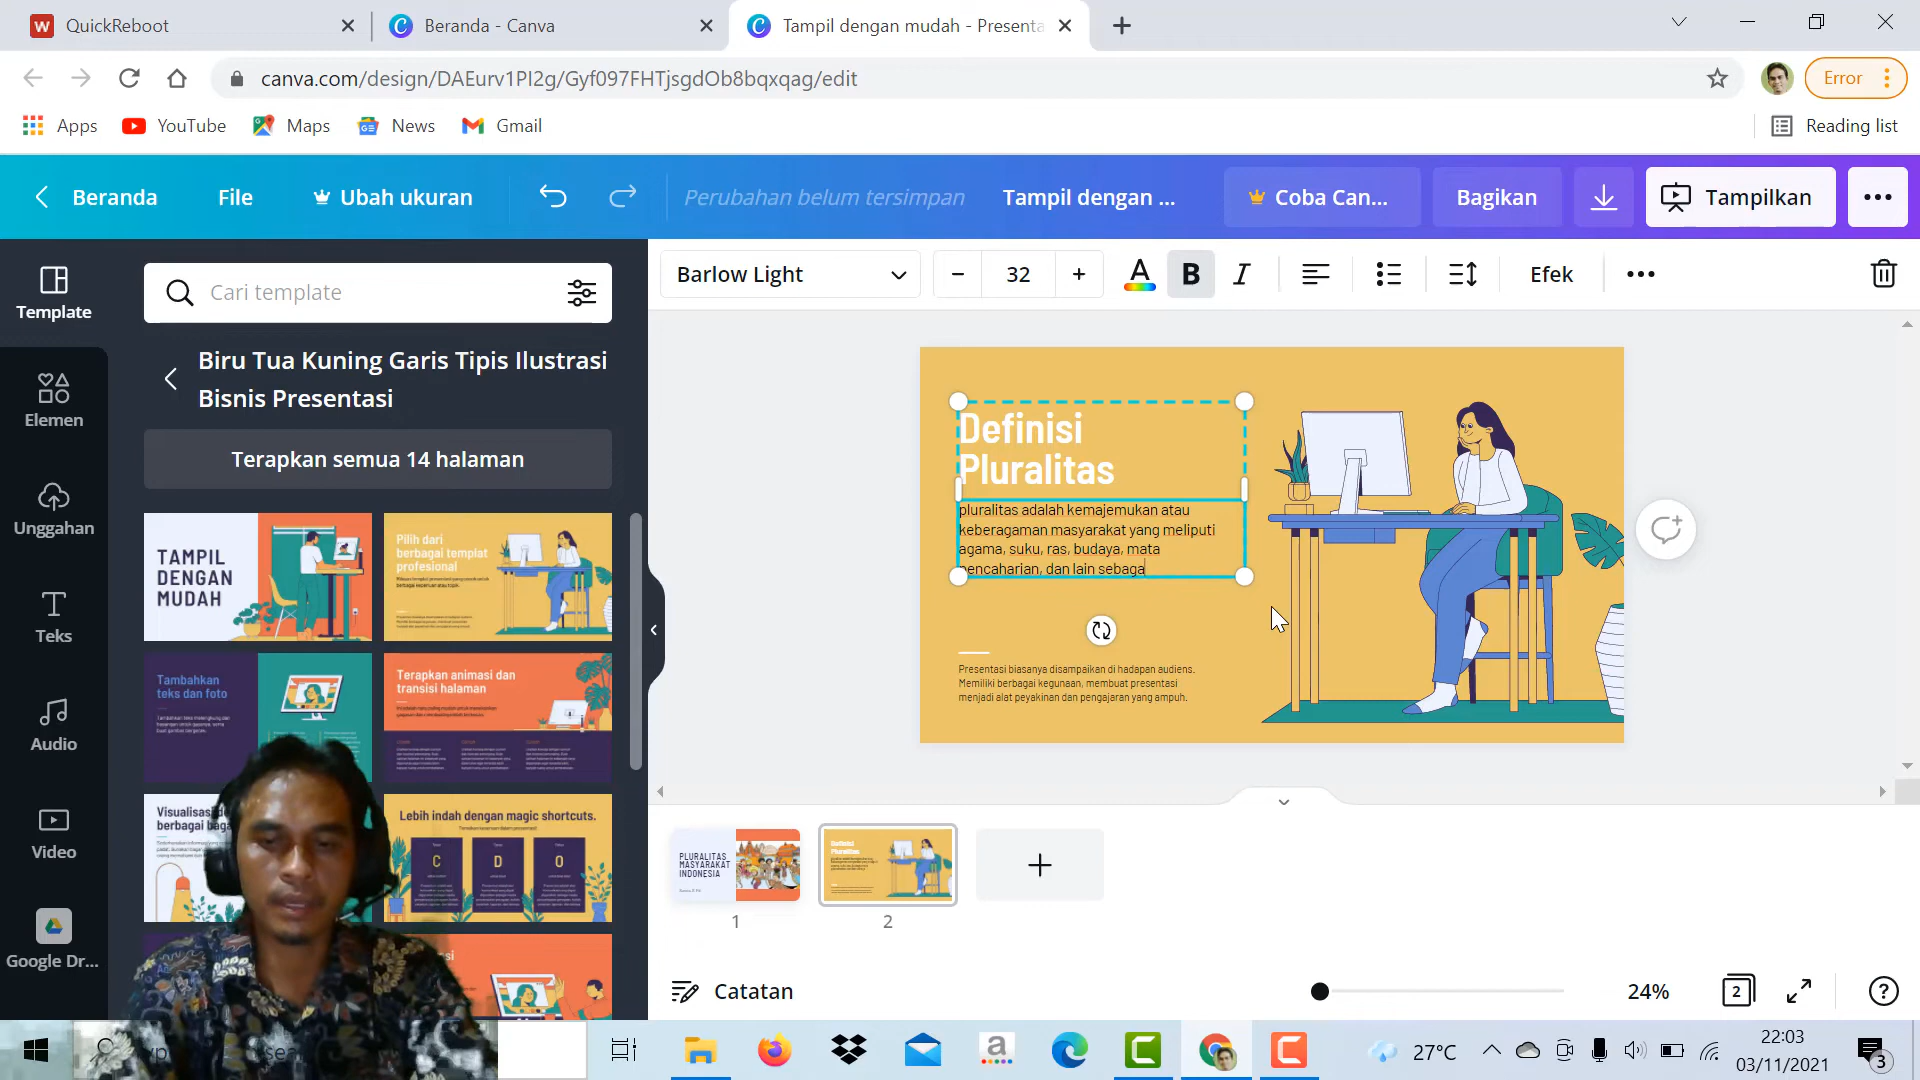 QuickReboot
Beranda - Canva
Tampil dengan mudah - Presenta
canva.com/design/DAEurv1PI2g/Gyf097FHTjsgdOb8bqxqag/edit
Error
Apps
YouTube
Maps
News
Gmail
Reading list
Beranda
File
Ubah ukuran
Perubahan belum tersimpan
Tampil dengan ...
Coba Can...
Bagikan
Tampilkan
Template
Cari template
Barlow Light
32
A
B
I
Efek
Biru Tua Kuning Garis Tipis Ilustrasi
Bisnis Presentasi
Terapkan semua 14 halaman
Elemen
Unggahan
Teks
Audio
Video
Google Dr...
TAMPIL
DENGAN
MUDAH
Pilih dari
berbagai templat
profesional
Tambahkan
teks dan foto
Terapkan animasi dan
transisi halaman
Lebih indah dengan magic shortcuts.
C
D
O
Definisi
Pluralitas
pluralitas adalah kemajemukan atau
keberagaman masyarakat yang meliputi
agama, suku, ras, budaya, mata
pencaharian, dan lain sebaga
Presentasi biasanya disampaikan di hadapan audiens.
Memiliki berbagai kegunaan, membuat presentasi
menjadi alat peyakinan dan pengajaran yang ampuh.
PLURALITAS
MASYARAKAT
INDONESIA
Definisi
Pluralitas
1
2
Catatan
24%
2
27°C
22:03
03/11/2021
3